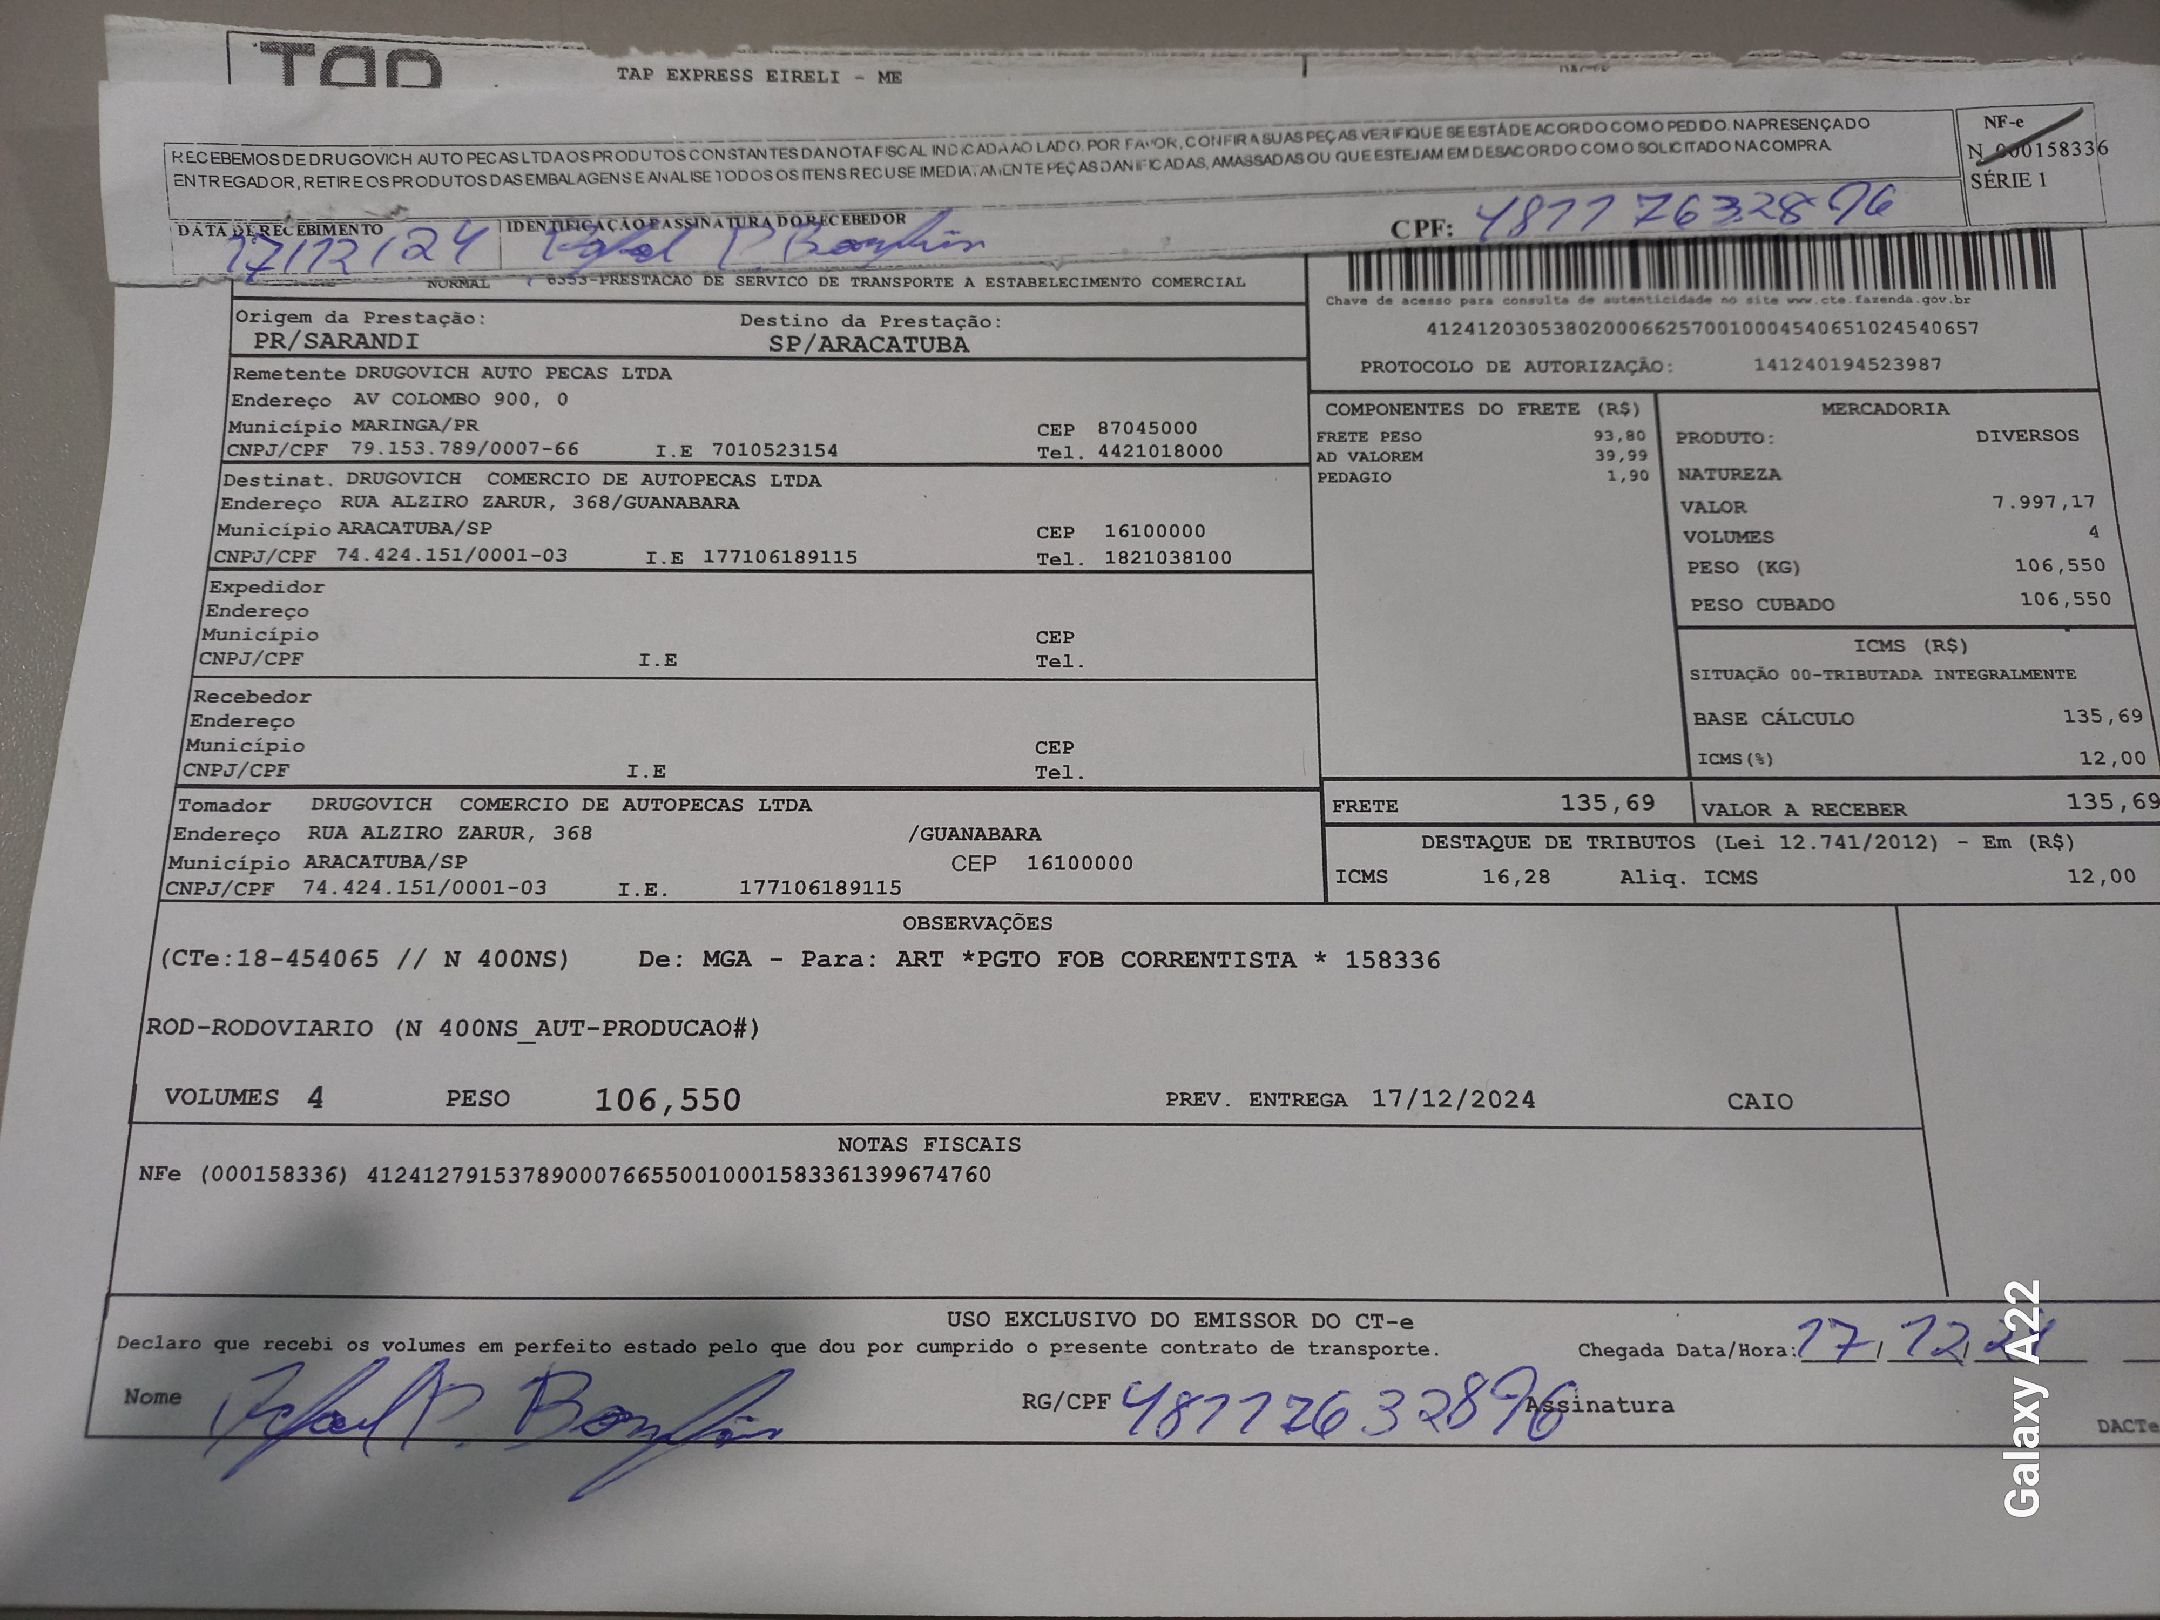 TAP EXPRESS EIRELI - ME
RECEBEMOS DE DRUGOVICH AUTO PECAS LTDA OS PRODUTOS CONSTANTES DA NOTA FISCAL INDICADA AO LADO. POR FAVOR, CONFIRA SUAS PEÇAS VERIFIQUE SE ESTÁ DE ACORDO COM O PEDIDO. NA PRESENÇA DO
ENTREGADOR, RETIRE OS PRODUTOS DAS EMBALAGENS E ANALISE TODOS OS ITENS RECUSE IMEDIATAMENTE PEÇAS DANIFICADAS, AMASSADAS OU QUE ESTEJAM EM DESACORDO COM O SOLICITADO NA COMPRA.
NF-e
N 000158336
SÉRIE 1
DATA DE RECEBIMENTO IDENTIFICAÇÃO E ASSINATURA DO RECEBEDOR CPF: 48117632896
17/12/24 Rafael P. Bomfim
NORMAL 6353-PRESTACAO DE SERVICO DE TRANSPORTE A ESTABELECIMENTO COMERCIAL
Chave de acesso para consulta de autenticidade no site www.cte.fazenda.gov.br
41241203053802000662570010004540651024540657
PROTOCOLO DE AUTORIZAÇÃO: 141240194523987
Origem da Prestação: Destino da Prestação:
PR/SARANDI SP/ARACATUBA
Remetente DRUGOVICH AUTO PECAS LTDA
Endereço AV COLOMBO 900, 0
Município MARINGA/PR CEP 87045000
CNPJ/CPF 79.153.789/0007-66 I.E 7010523154 Tel. 4421018000
Destinat. DRUGOVICH COMERCIO DE AUTOPECAS LTDA
Endereço RUA ALZIRO ZARUR, 368/GUANABARA
Município ARACATUBA/SP CEP 16100000
CNPJ/CPF 74.424.151/0001-03 I.E 177106189115 Tel. 1821038100
Expedidor
Endereço
Município CEP
CNPJ/CPF I.E Tel.
Recebedor
Endereço
Município CEP
CNPJ/CPF I.E Tel.
Tomador DRUGOVICH COMERCIO DE AUTOPECAS LTDA
Endereço RUA ALZIRO ZARUR, 368 /GUANABARA
Município ARACATUBA/SP CEP 16100000
CNPJ/CPF 74.424.151/0001-03 I.E. 177106189115
COMPONENTES DO FRETE (R$)
FRETE PESO 93,80
AD VALOREM 39,99
PEDAGIO 1,90
MERCADORIA
PRODUTO: DIVERSOS
NATUREZA
VALOR 7.997,17
VOLUMES 4
PESO (KG) 106,550
PESO CUBADO 106,550
ICMS (R$)
SITUAÇÃO 00-TRIBUTADA INTEGRALMENTE
BASE CÁLCULO 135,69
ICMS(%) 12,00
FRETE 135,69 VALOR A RECEBER 135,69
DESTAQUE DE TRIBUTOS (Lei 12.741/2012) - Em (R$)
ICMS 16,28 Aliq. ICMS 12,00
OBSERVAÇÕES
(CTe:18-454065 // N 400NS) De: MGA - Para: ART *PGTO FOB CORRENTISTA * 158336
ROD-RODOVIARIO (N 400NS_AUT-PRODUCAO#)
VOLUMES 4 PESO 106,550 PREV. ENTREGA 17/12/2024 CAIO
NOTAS FISCAIS
NFe (000158336) 41241279153789000766550010001583361399674760
USO EXCLUSIVO DO EMISSOR DO CT-e
Declaro que recebi os volumes em perfeito estado pelo que dou por cumprido o presente contrato de transporte. Chegada Data/Hora: 17/12/24
Nome Rafael P. Bomfim RG/CPF 48117632896 Assinatura
DACTe
Galaxy A22